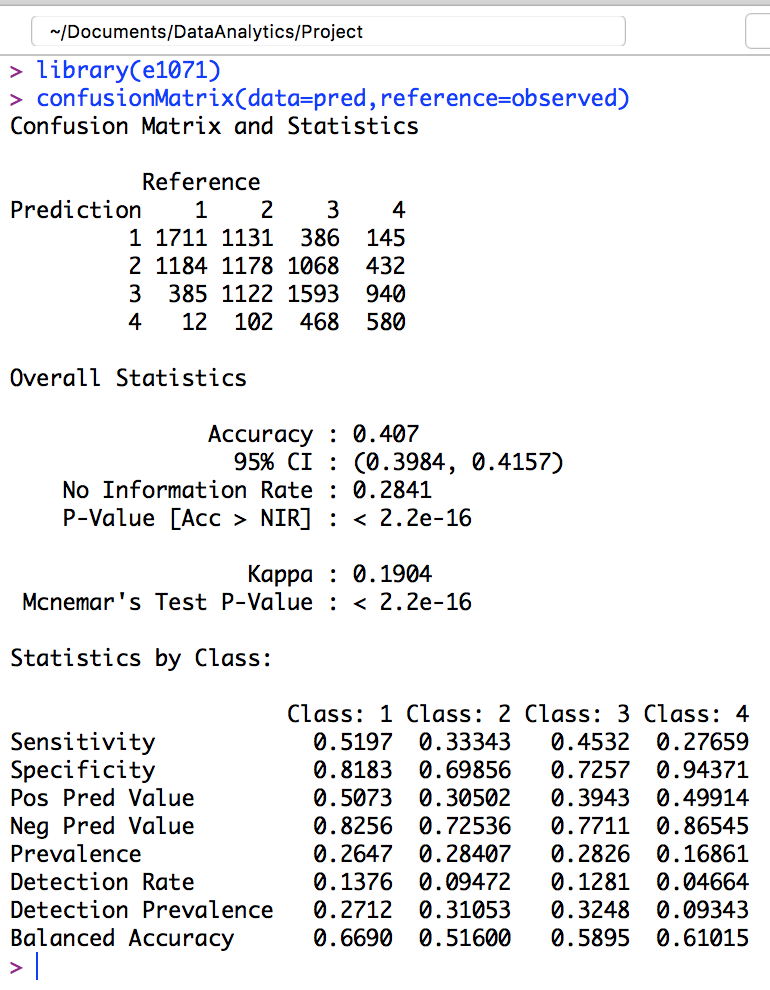 ~/Documents/DataAnalytics/Project
> library(e1071)
> confusionMatrix(data=pred,reference=observed)
Confusion Matrix and Statistics
Reference
Prediction 1 2 3 4
1 1711 1131 386 145
2 1184 1178 1068 432
3 385 1122 1593 940
4 12 102 468 580
Overall Statistics
Accuracy : 0.407
95% CI : (0.3984, 0.4157)
No Information Rate : 0.2841
P-Value [Acc > NIR] : < 2.2e-16
Kappa : 0.1904
Mcnemar's Test P-Value : < 2.2e-16
Statistics by Class:
Class: 1 Class: 2 Class: 3 Class: 4
Sensitivity 0.5197 0.33343 0.4532 0.27659
Specificity 0.8183 0.69856 0.7257 0.94371
Pos Pred Value 0.5073 0.30502 0.3943 0.49914
Neg Pred Value 0.8256 0.72536 0.7711 0.86545
Prevalence 0.2647 0.28407 0.2826 0.16861
Detection Rate 0.1376 0.09472 0.1281 0.04664
Detection Prevalence 0.2712 0.31053 0.3248 0.09343
Balanced Accuracy 0.6690 0.51600 0.5895 0.61015
>